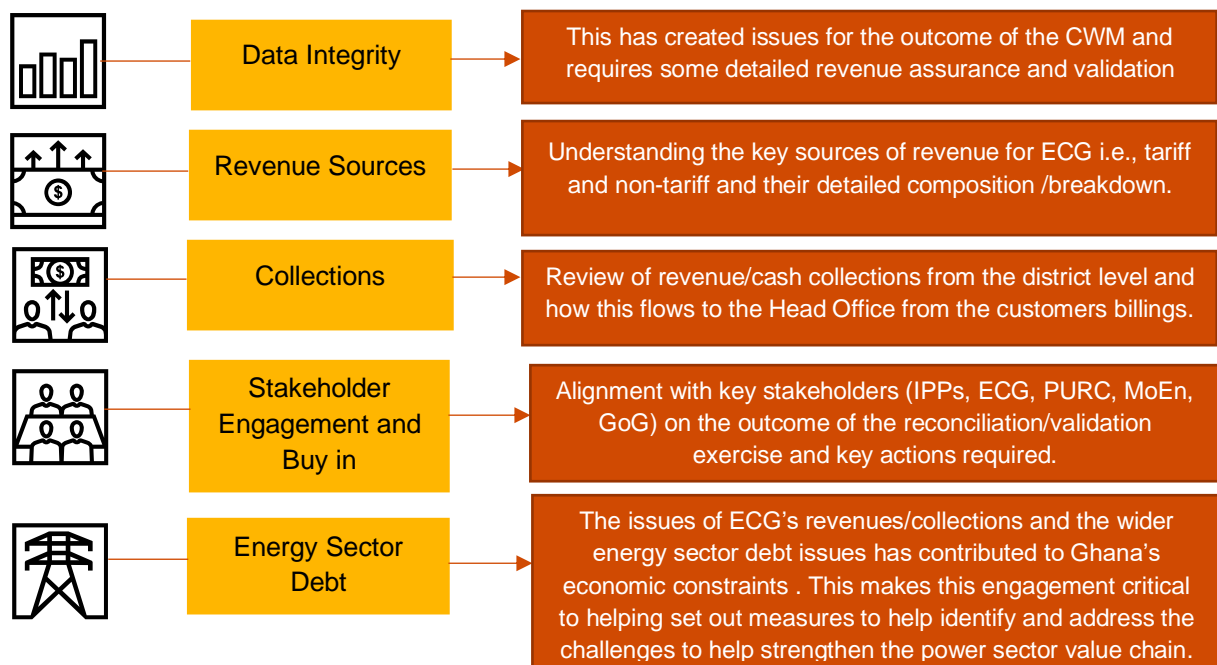 Data Integrity
This has created issues for the outcome of the CWM and
requires some detailed revenue assurance and validation
$
Revenue Sources
Understanding the key sources of revenue for ECG i.e., tariff
and non-tariff and their detailed composition /breakdown.
$
Collections
Review of revenue/cash collections from the district level and
how this flows to the Head Office from the customers billings.
Stakeholder
Engagement and
Buy in
Alignment with key stakeholders (IPPs, ECG, PURC, MoEn,
GoG) on the outcome of the reconciliation/validation
exercise and key actions required.
Energy Sector
Debt
The issues of ECG's revenues/collections and the wider
energy sector debt issues has contributed to Ghana's
economic constraints . This makes this engagement critical
to helping set out measures to help identify and address the
challenges to help strengthen the power sector value chain.